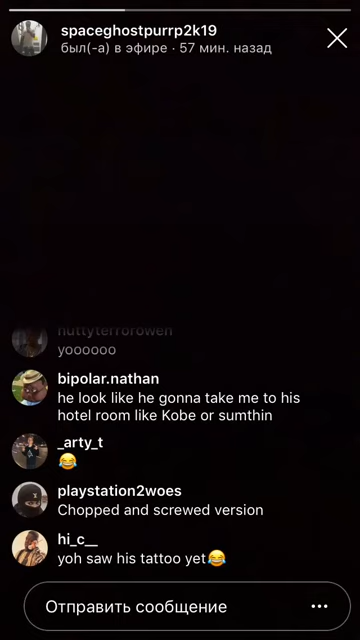 spaceghostpurrp2k19
был(-а) в эфире · 57 мин. назад
nuttyterrorowen
yoooooo
bipolar.nathan
he look like he gonna take me to his
hotel room like Kobe or sumthin
_arty_t
😂
playstation2woes
Chopped and screwed version
hi_c__
yoh saw his tattoo yet😂
Отправить сообщение